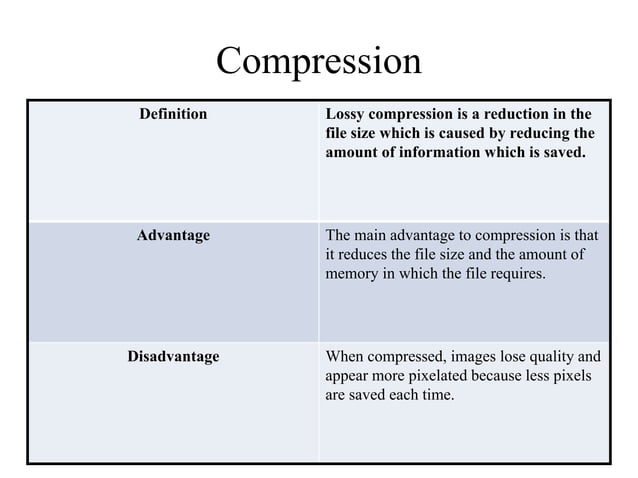 Compression
Definition
Lossy compression is a reduction in the
file size which is caused by reducing the
amount of information which is saved.
Advantage
The main advantage to compression is that
it reduces the file size and the amount of
memory in which the file requires.
Disadvantage
When compressed, images lose quality and
appear more pixelated because less pixels
are saved each time.